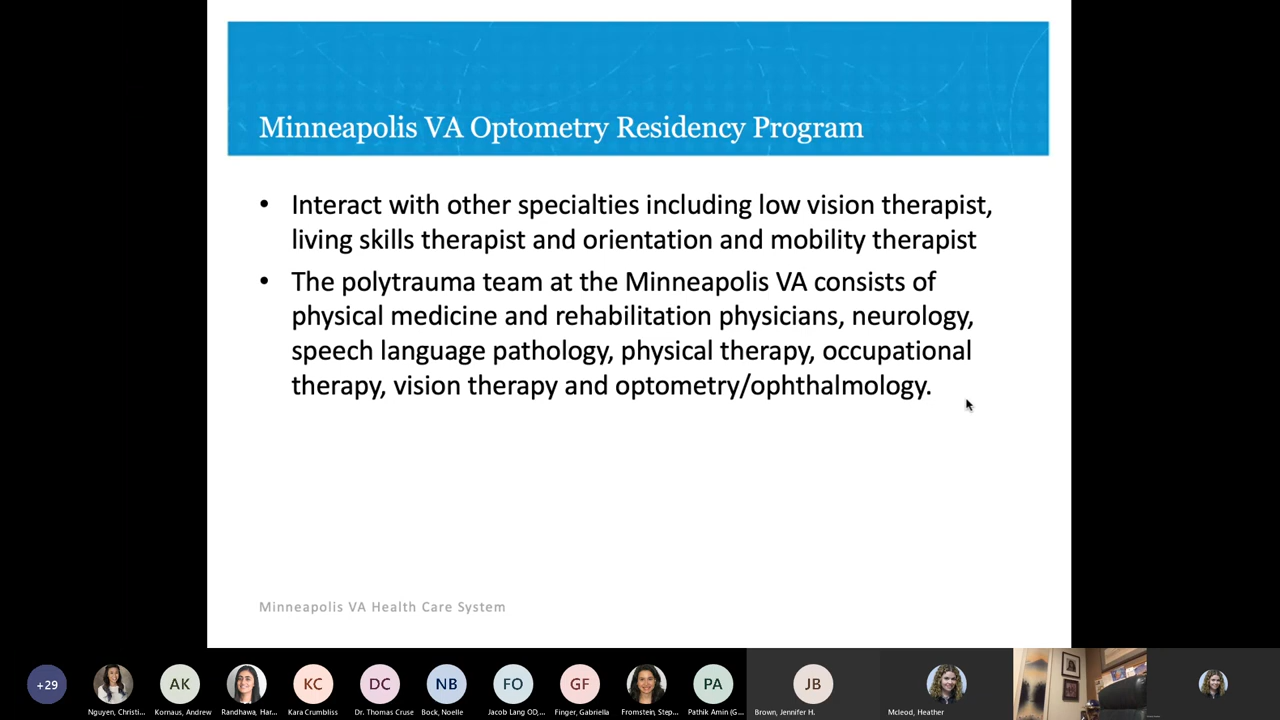 Minneapolis VA Optometry Residency Program
• Interact with other specialties including low vision therapist,
living skills therapist and orientation and mobility therapist
• The polytrauma team at the Minneapolis VA consists of
physical medicine and rehabilitation physicians, neurology,
speech language pathology, physical therapy, occupational
therapy, vision therapy and optometry/ophthalmology.
Minneapolis VA Health Care System
+29 AK KC DC NB FO GF PA JB
Nguyen, Christi... Kornaus, Andrew Randhawa, Har... Kara Crumbliss Dr. Thomas Cruse Bock, Noelle Jacob Lang OD,... Finger, Gabriella Fromstein, Step... Pathik Amin (G... Brown, Jennifer H. Mcleod, Heather